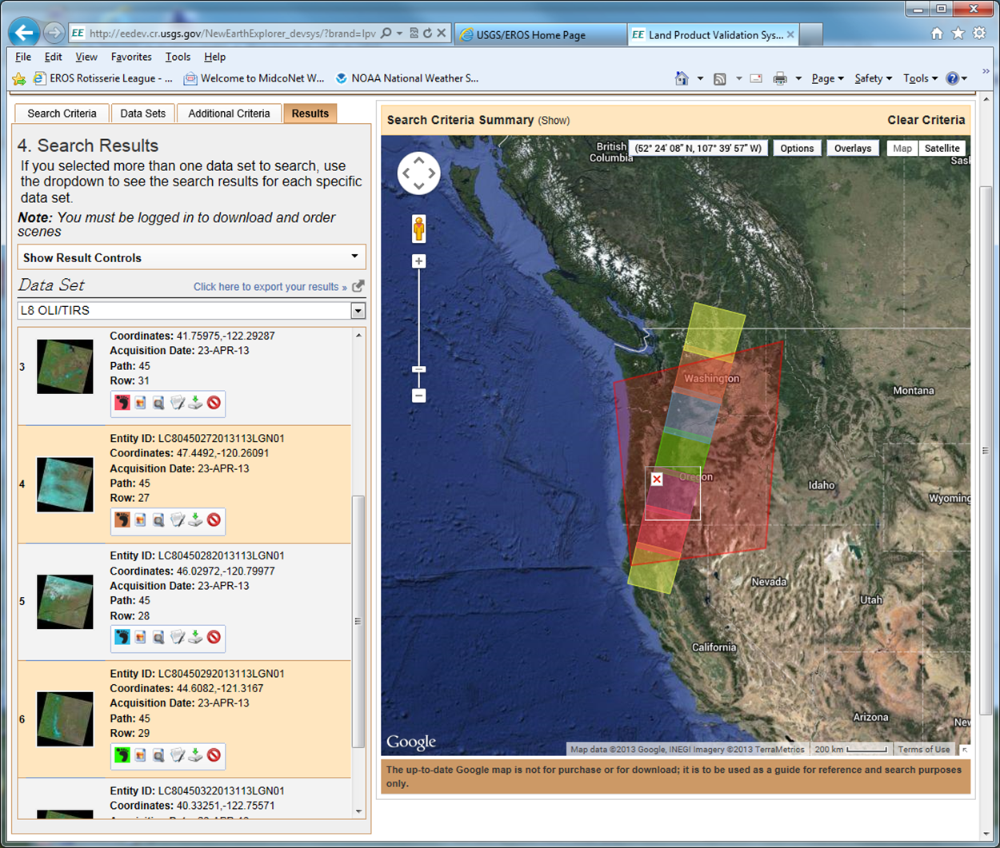 EE http://eedev.cr.usgs.gov/NewEarthExplorer_devsys/?brand=lpv
USGS/EROS Home Page
EE Land Product Validation Sys...
File Edit View Favorites Tools Help
EROS Rotisserie League - ... Welcome to MidcoNet W... NOAA National Weather S...
Page Safety Tools
Search Criteria Data Sets Additional Criteria Results
4. Search Results
If you selected more than one data set to search, use
the dropdown to see the search results for each specific
data set.
Note: You must be logged in to download and order
scenes
Show Result Controls
Data Set Click here to export your results »
L8 OLI/TIRS
Coordinates: 41.75975,-122.29287
Acquisition Date: 23-APR-13
3 Path: 45
Row: 31
Entity ID: LC80450272013113LGN01
Coordinates: 47.4492,-120.26091
Acquisition Date: 23-APR-13
4 Path: 45
Row: 27
Entity ID: LC80450282013113LGN01
Coordinates: 46.02972,-120.79977
Acquisition Date: 23-APR-13
5 Path: 45
Row: 28
Entity ID: LC80450292013113LGN01
Coordinates: 44.6082,-121.3167
Acquisition Date: 23-APR-13
6 Path: 45
Row: 29
Entity ID: LC80450322013113LGN01
Coordinates: 40.33251,-122.75571
Search Criteria Summary (Show) Clear Criteria
British
Columbia
(52° 24' 08" N, 107° 39' 57" W) Options Overlays Map Satellite
Sask
Washington
Montana
Oregon
Idaho
Wyoming
Nevada
Utah
California
Arizona
New
Google
Map data ©2013 Google, INEGI Imagery ©2013 TerraMetrics 200 km Terms of Use
The up-to-date Google map is not for purchase or for download; it is to be used as a guide for reference and search purposes
only.